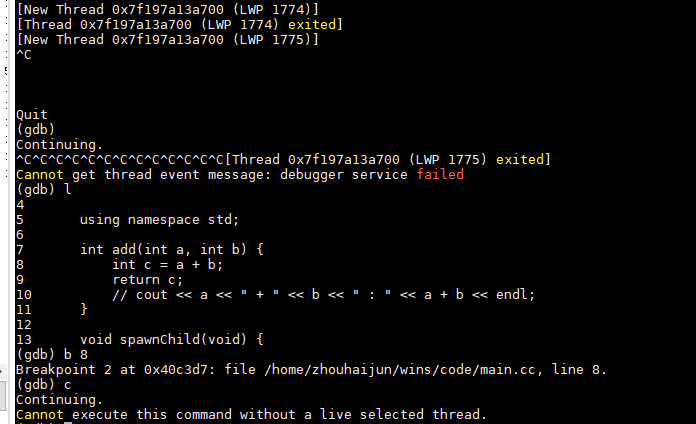 [New Thread 0x7f197a13a700 (LWP 1774)]
[Thread 0x7f197a13a700 (LWP 1774) exited]
[New Thread 0x7f197a13a700 (LWP 1775)]
^C
Quit
(gdb)
Continuing.
^C^C^C^C^C^C^C^C^C^C^C^C^C[Thread 0x7f197a13a700 (LWP 1775) exited]
Cannot get thread event message: debugger service failed
(gdb) l
4
5 using namespace std;
6
7 int add(int a, int b) {
8 int c = a + b;
9 return c;
10 // cout << a << " + " << b << " : " << a + b << endl;
11 }
12
13 void spawnChild(void) {
(gdb) b 8
Breakpoint 2 at 0x40c3d7: file /home/zhouhaijun/wins/code/main.cc, line 8.
(gdb) c
Continuing.
Cannot execute this command without a live selected thread.